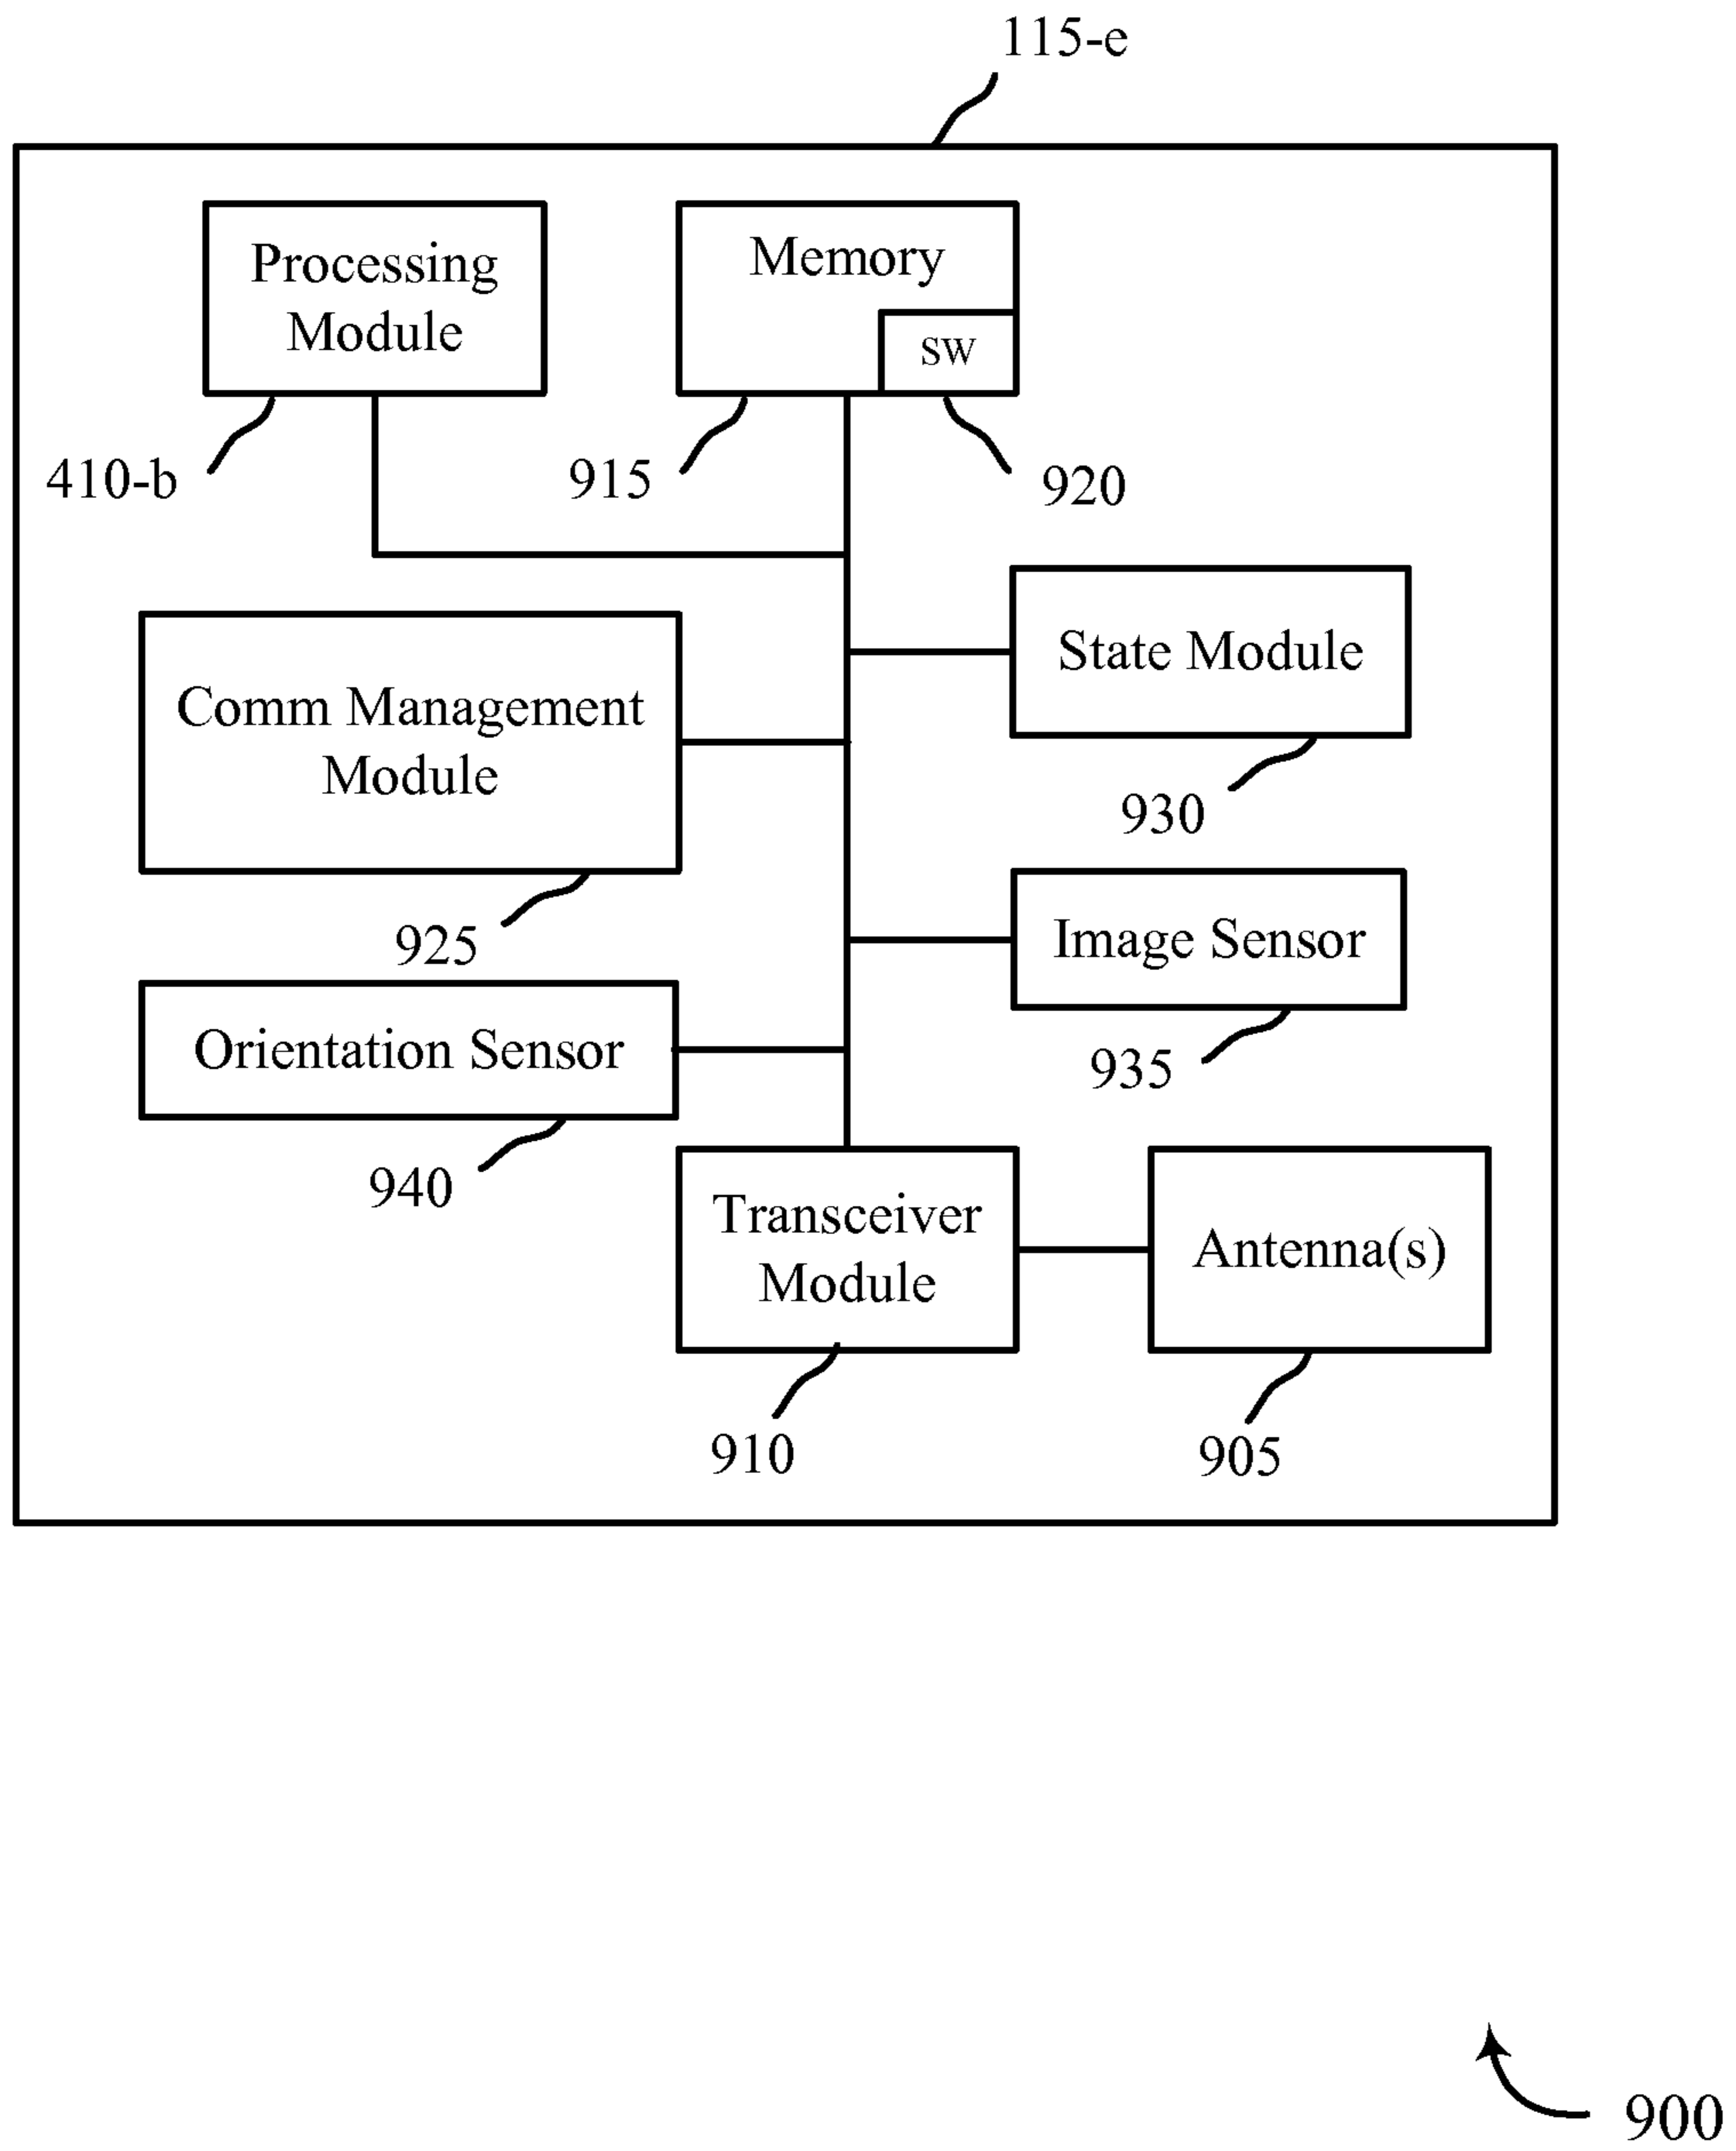 115-e
Processing
Module
Memory
SW
410-b
915
920
State Module
Comm Management
Module
930
925
Image Sensor
Orientation Sensor
935
940
Transceiver
Module
Antenna(s)
910
905
900